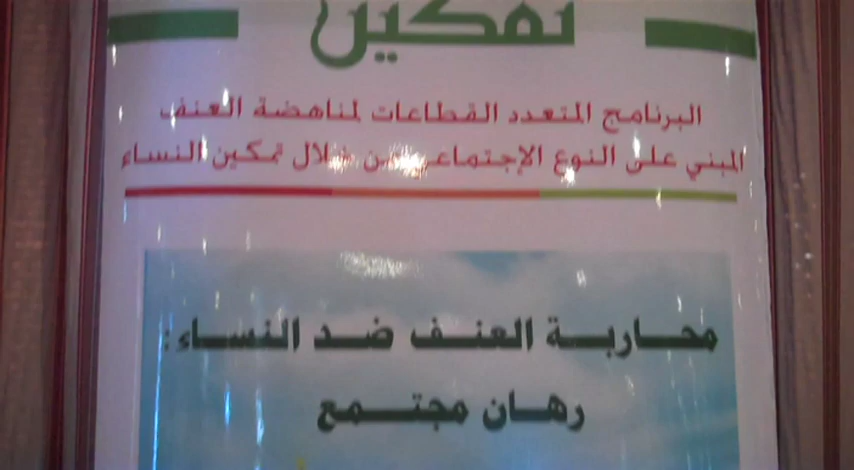 تمكين
البرنامج المتعدد القطاعات لمناهضة العنف
المبني على النوع الإجتماعي من خلال تمكين النساء
محاربة العنف ضد النساء:
رهان مجتمع